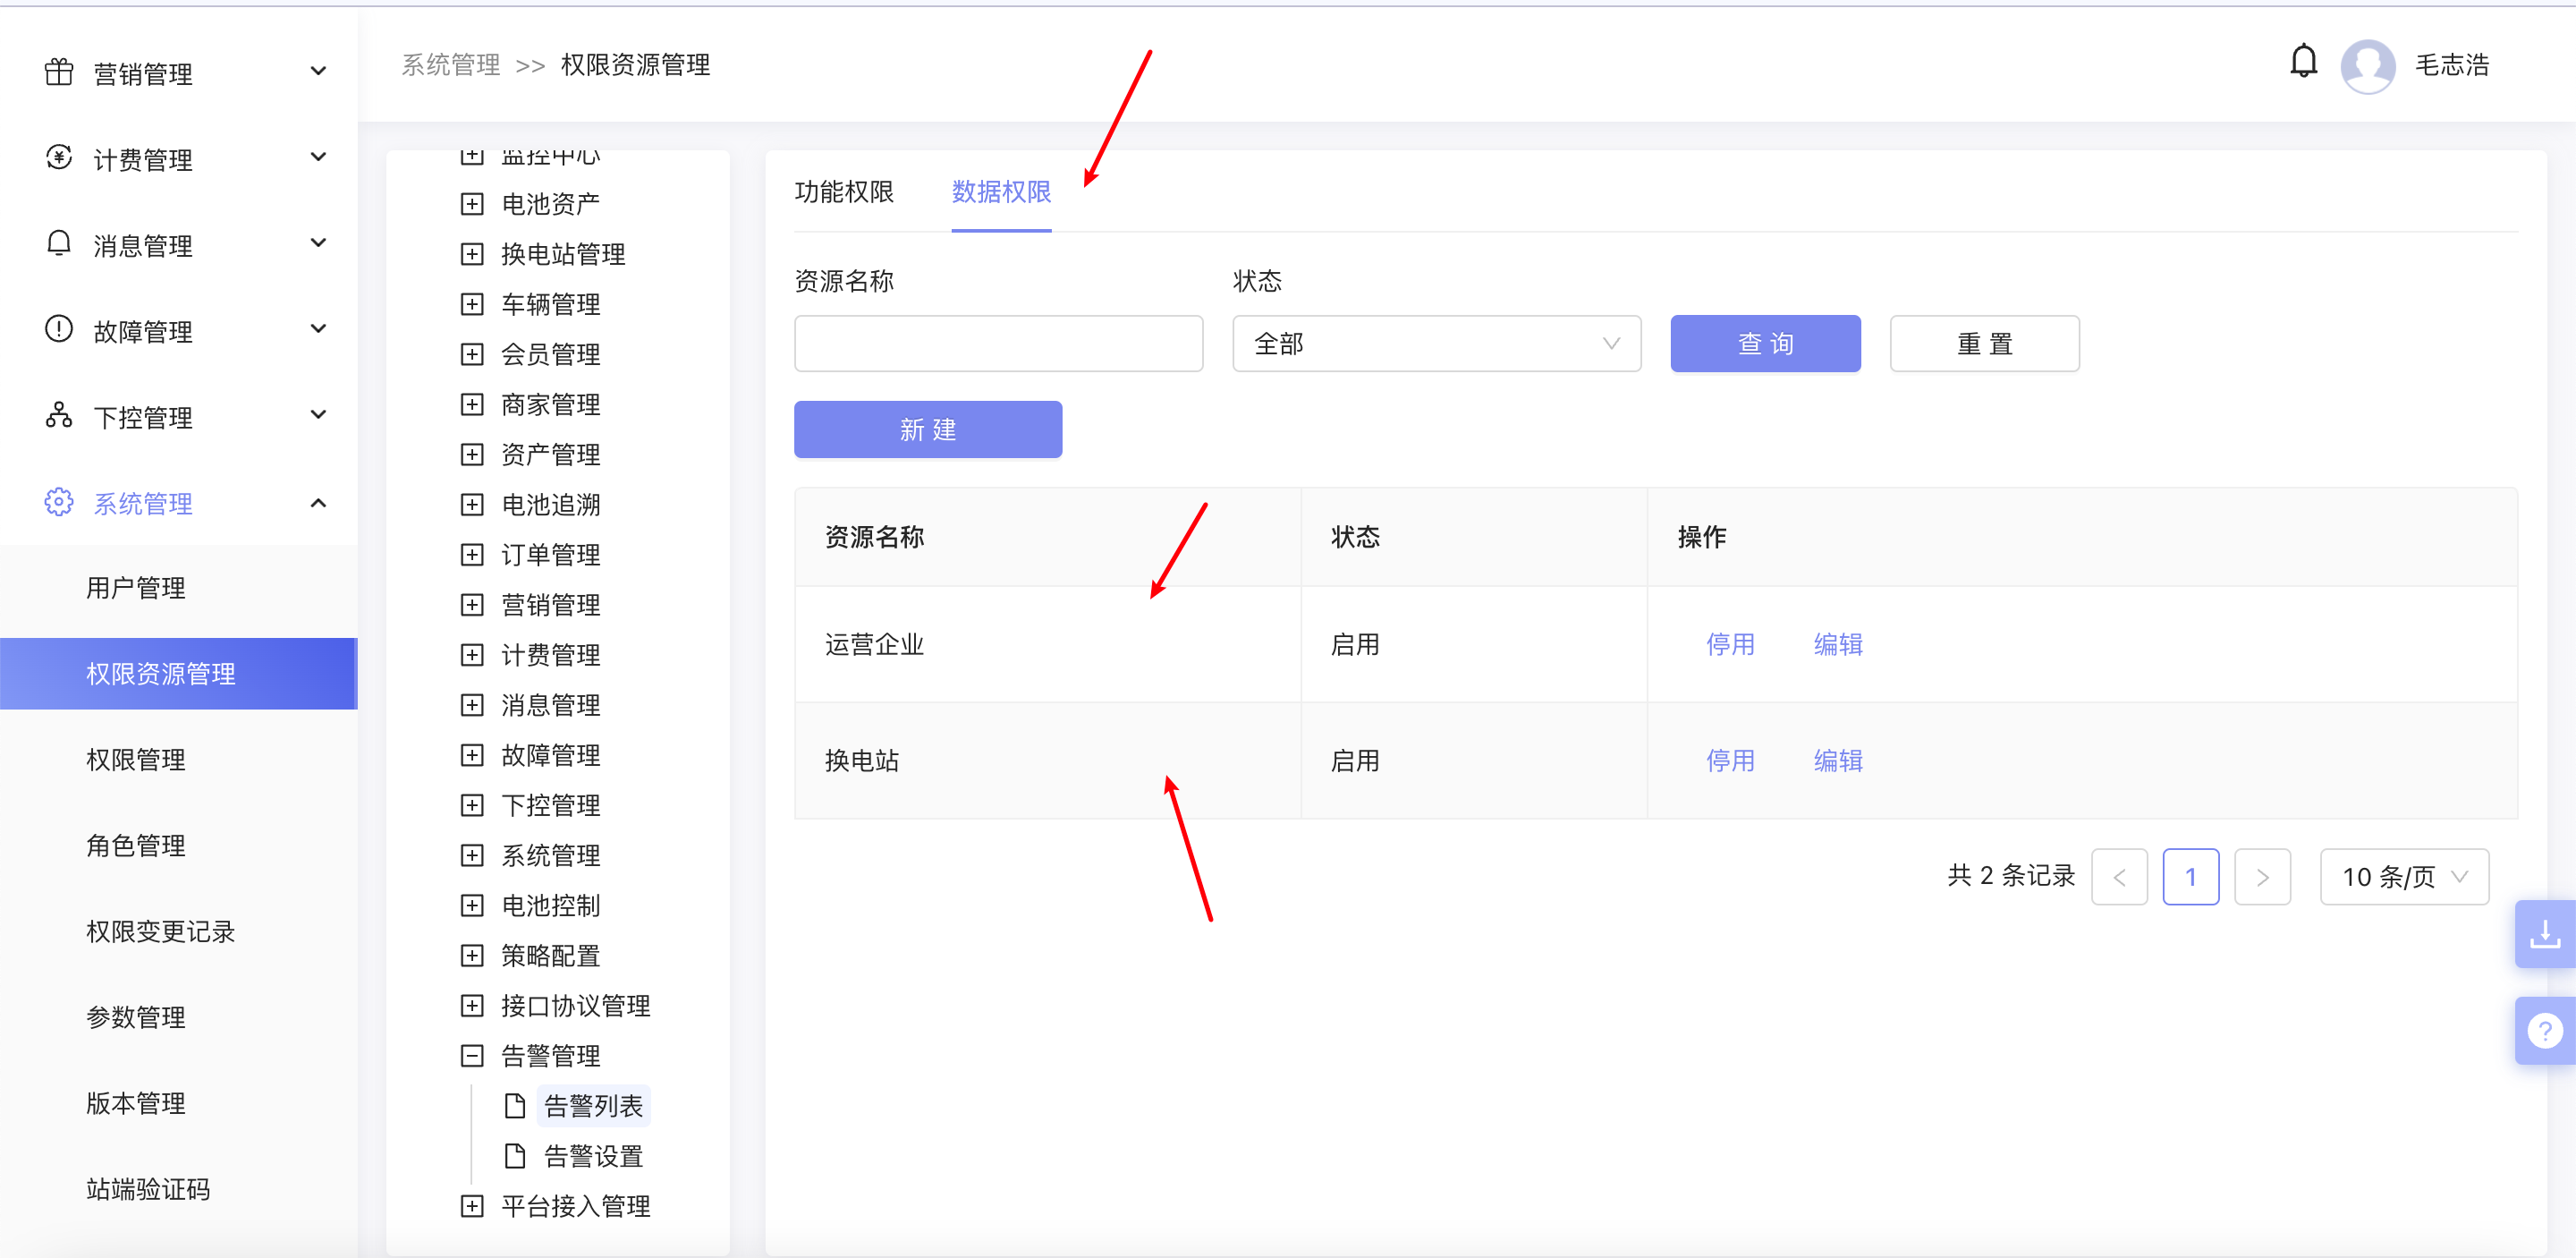 系统管理 >> 权限资源管理
毛志浩
营销管理
计费管理
消息管理
故障管理
下控管理
系统管理
用户管理
权限资源管理
权限管理
角色管理
权限变更记录
参数管理
版本管理
站端验证码
监控中心
电池资产
换电站管理
车辆管理
会员管理
商家管理
资产管理
电池追溯
订单管理
营销管理
计费管理
消息管理
故障管理
下控管理
系统管理
电池控制
策略配置
接口协议管理
告警管理
告警列表
告警设置
平台接入管理
功能权限 数据权限
资源名称 状态
全部 查 询 重 置
新 建
资源名称 状态 操作
运营企业 启用 停用 编辑
换电站 启用 停用 编辑
共 2 条记录 < 1 > 10 条/页